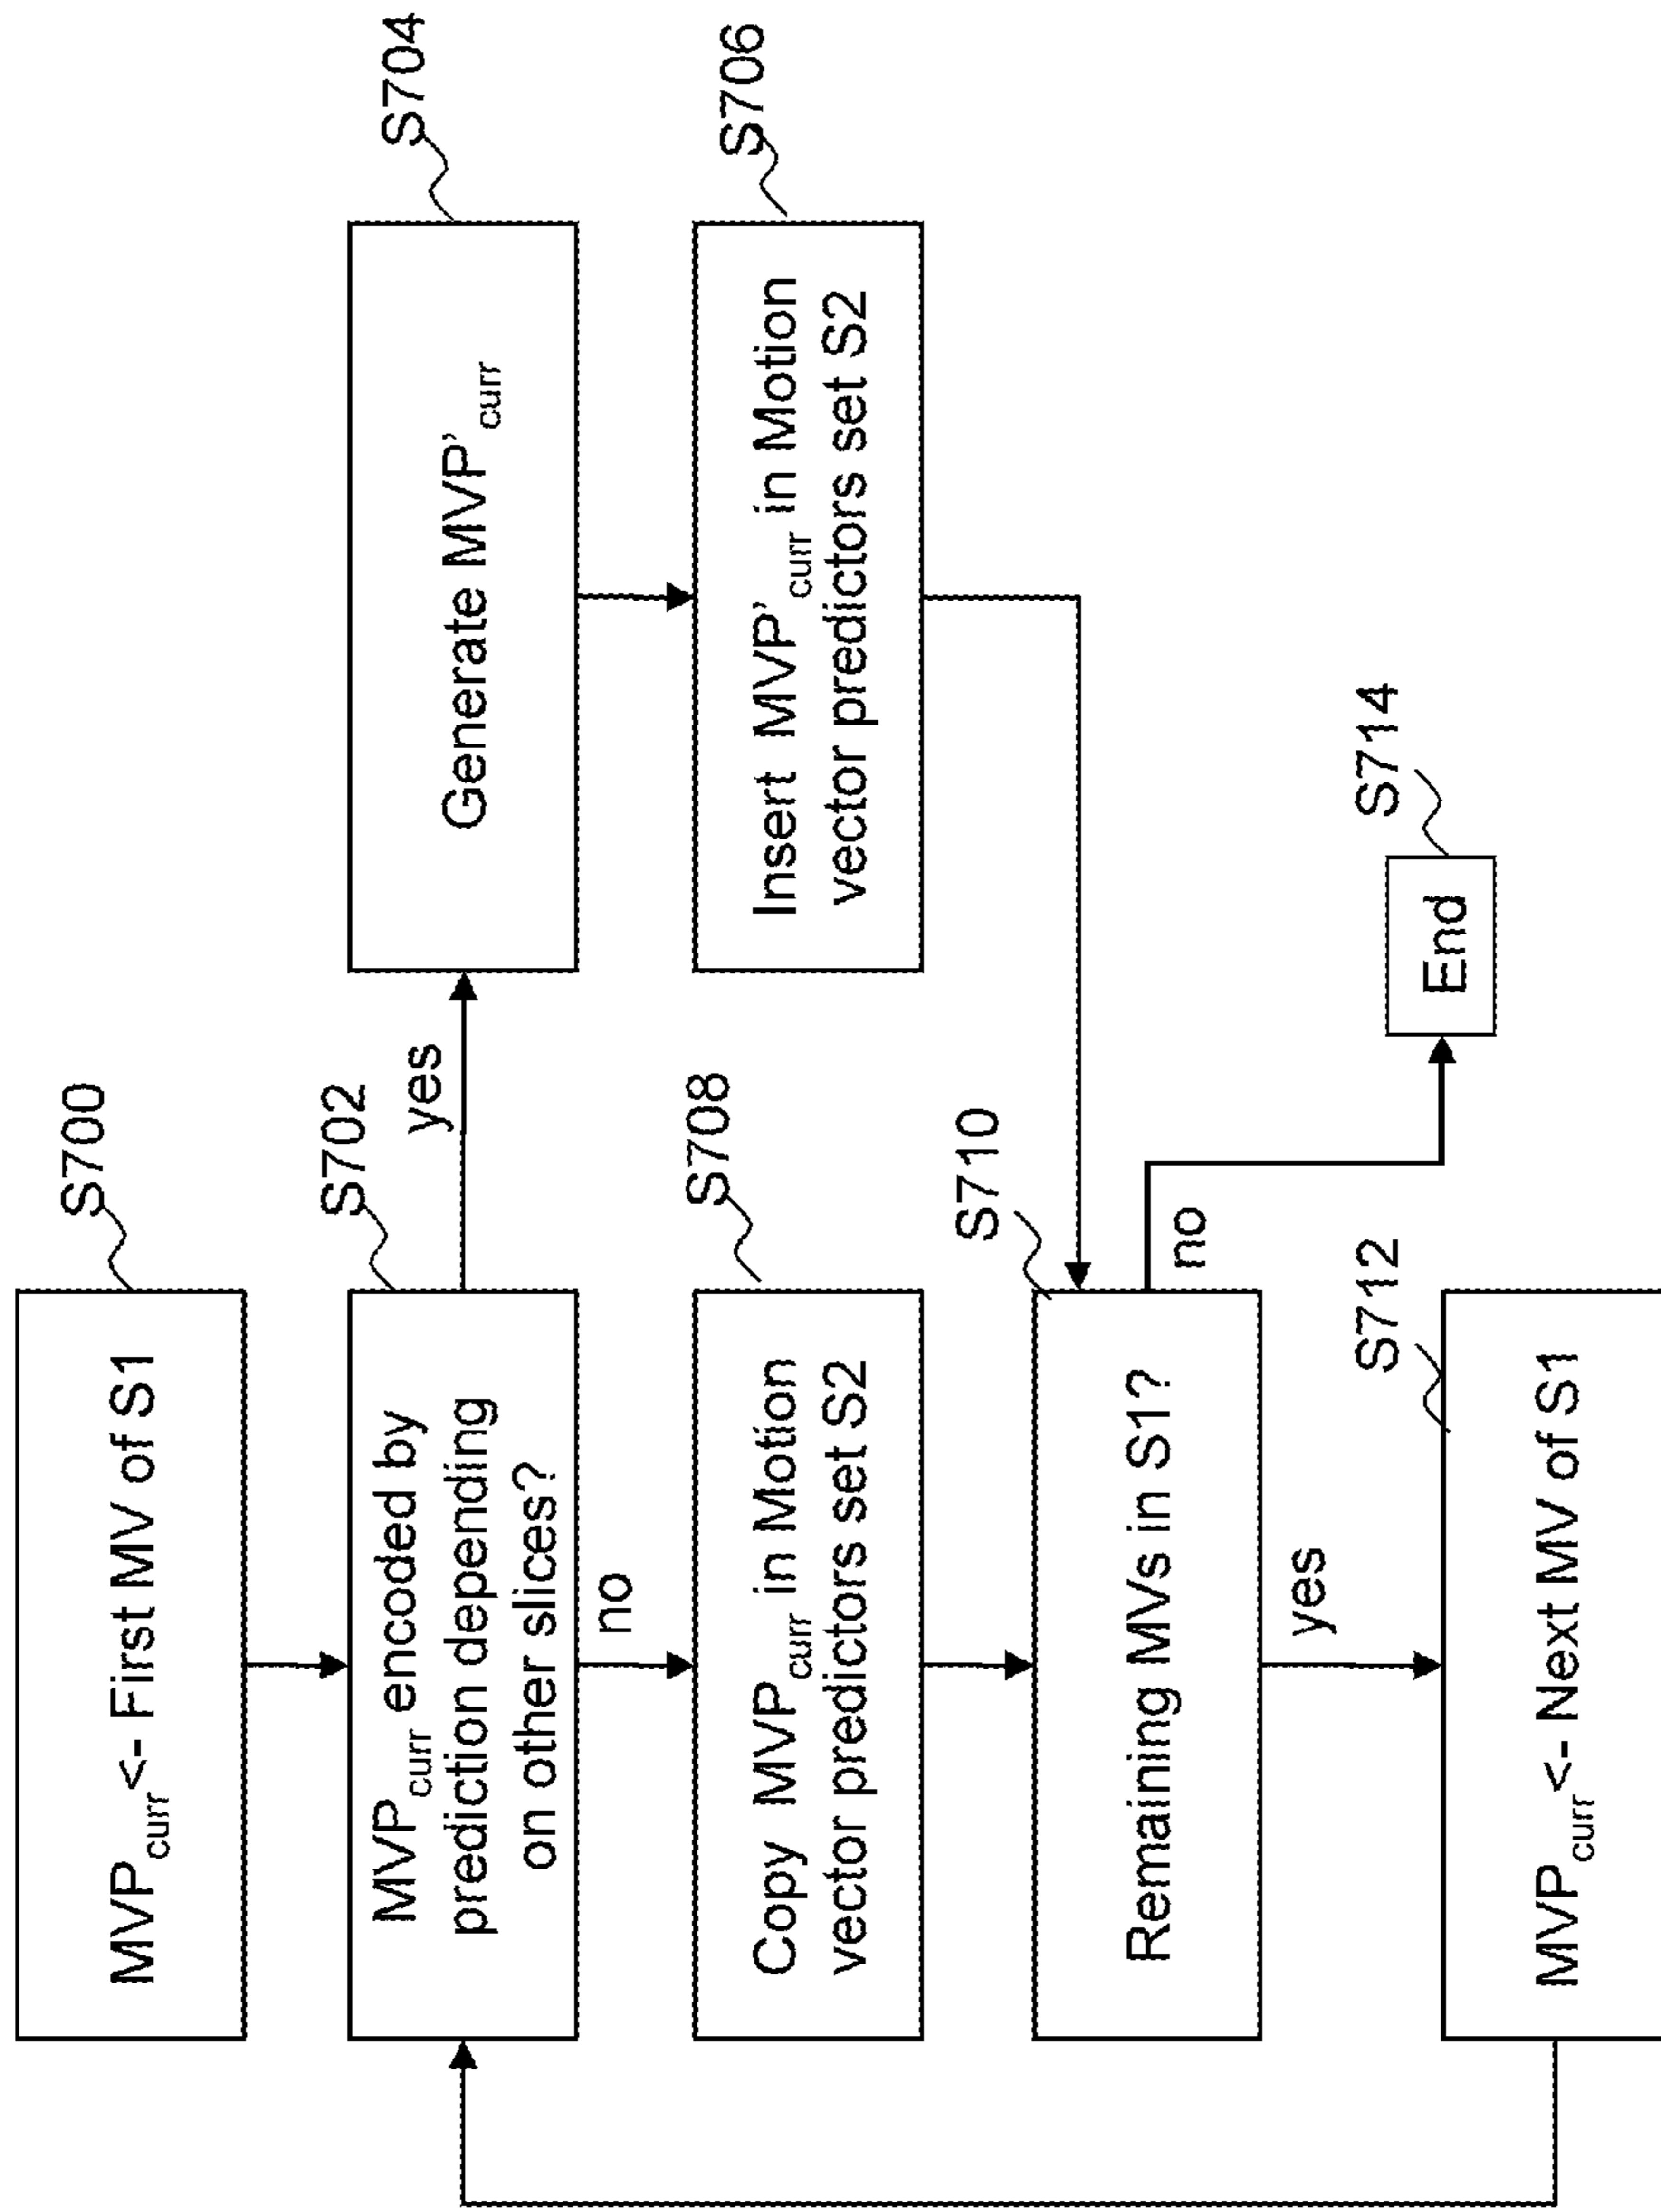 S700
MVPcurr <- First MV of S1
S702
MVPcurr encoded by
prediction depending
on other slices?
yes
S704
Generate MVP'curr
S706
Insert MVP'curr in Motion
vector predictors set S2
no
S708
Copy MVPcurr in Motion
vector predictors set S2
S710
Remaining MVs in S1?
no
S714
End
yes
S712
MVPcurr <- Next MV of S1